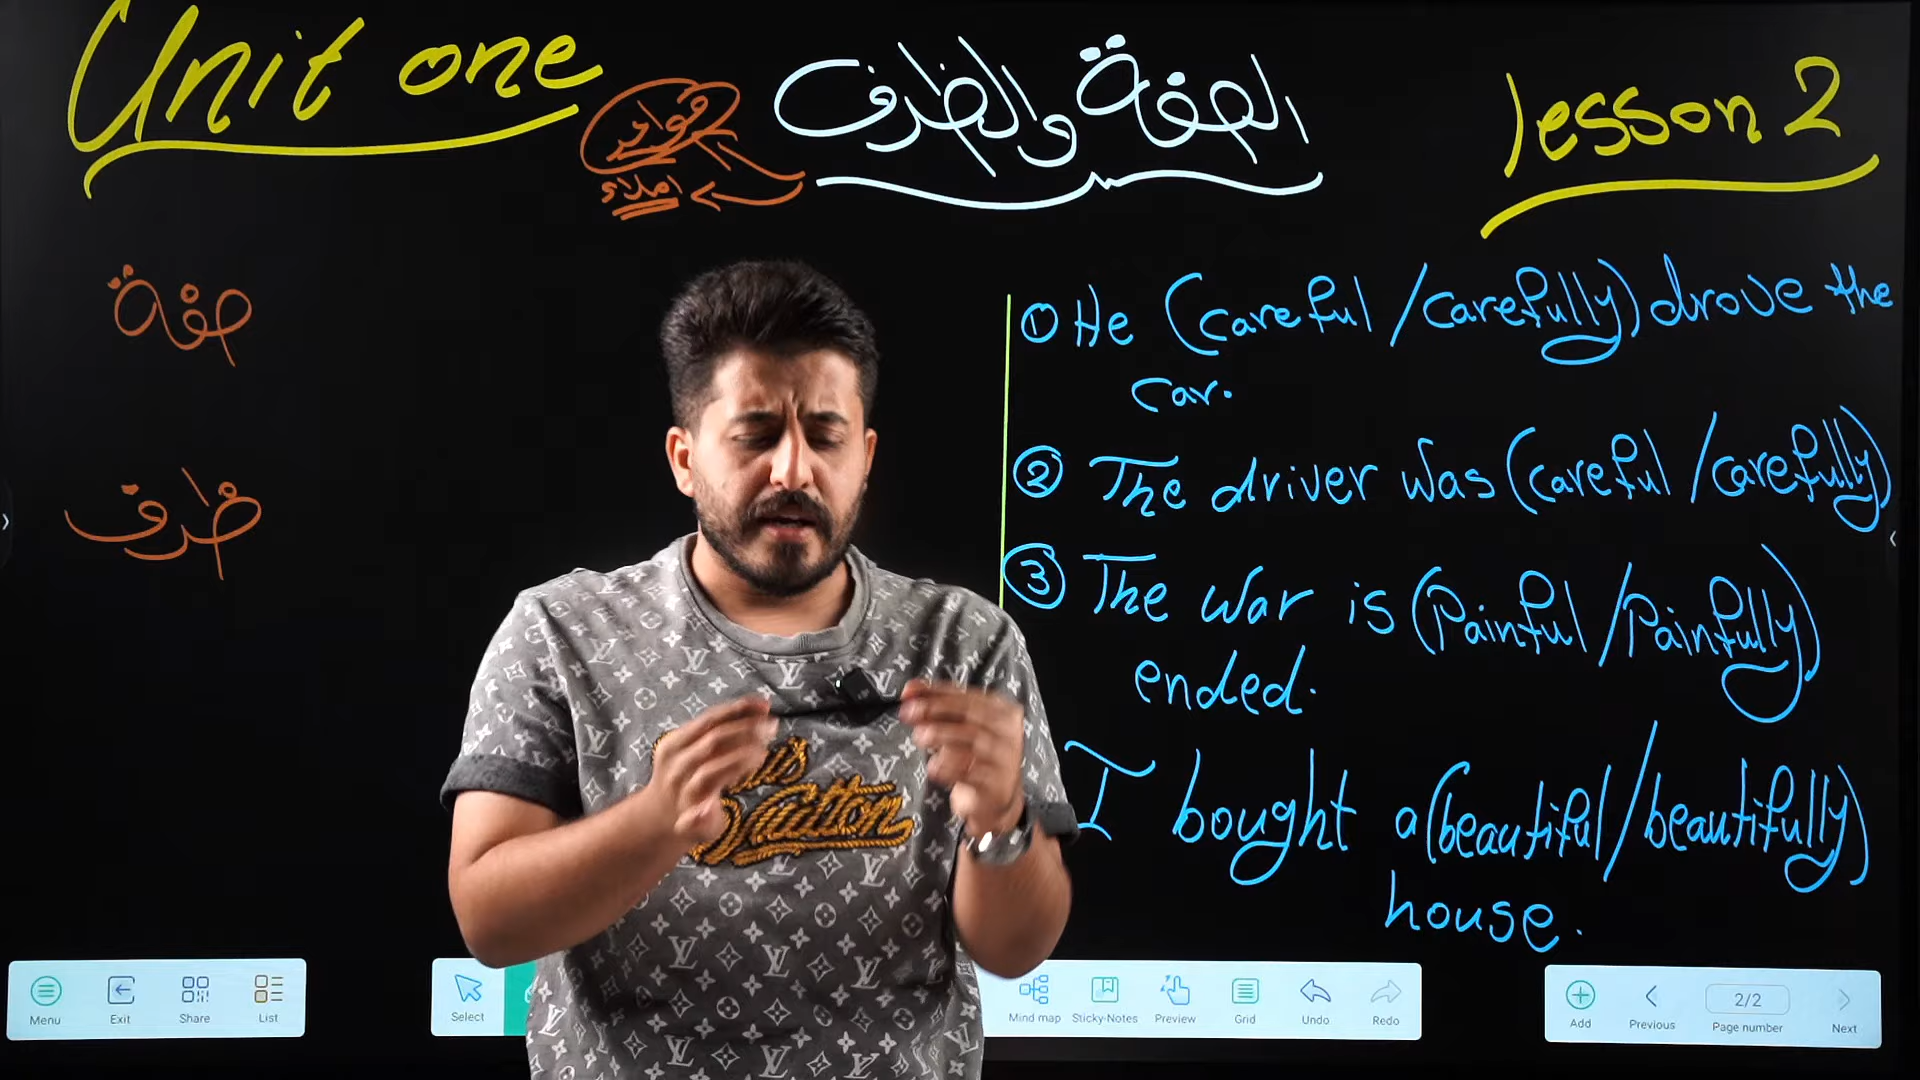 Unit one
الصفة والظرف
lesson 2
قواعد
املاء
صفة
ظرف
① He (careful / carefully) drove the
car.
② The driver was (careful / carefully)
③ The war is (Painful / Painfully)
ended.
I bought a (beautiful / beautifully)
house.
Vuitton
Menu Exit Share List
Select Mind map Sticky-Notes Preview Grid Undo Redo
Add Previous 2/2 Page number Next